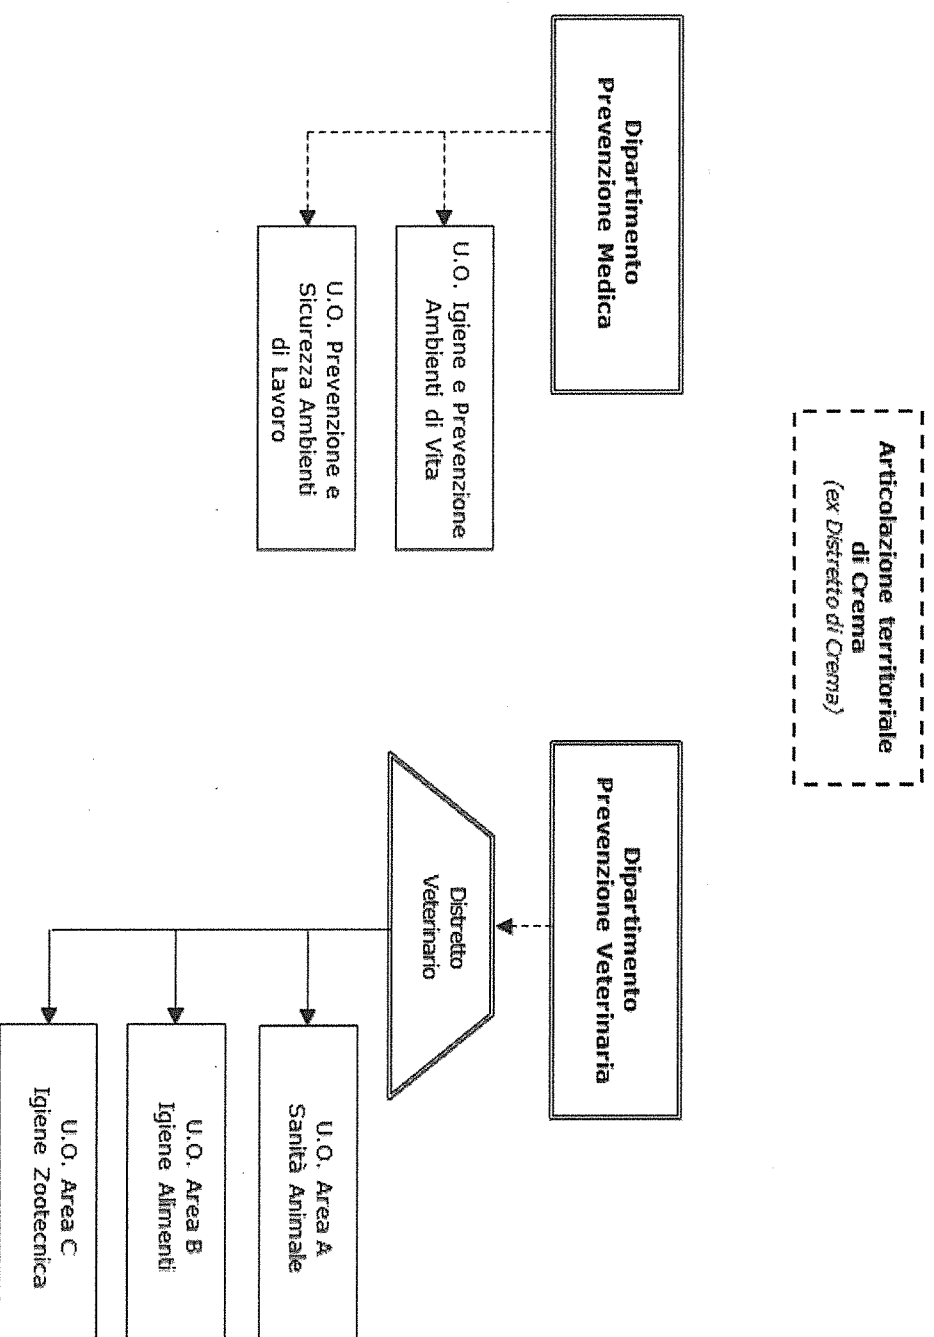 Articolazione territoriale
di Crema
(ex Distretto di Crema)
Dipartimento
Prevenzione Medica
U.O. Igiene e Prevenzione
Ambienti di Vita
U.O. Prevenzione e
Sicurezza Ambienti
di Lavoro
Dipartimento
Prevenzione Veterinaria
Distretto
Veterinario
U.O. Area A
Sanità Animale
U.O. Area B
Igiene Alimenti
U.O. Area C
Igiene Zootecnica